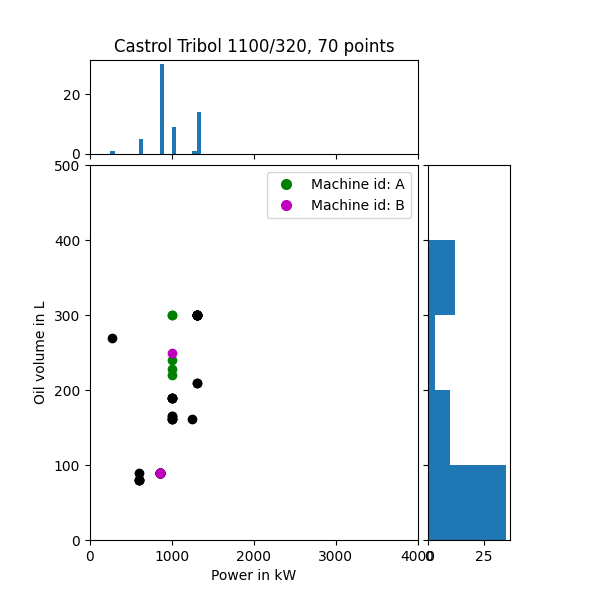 Castrol Tribol 1100/320, 70 points
20
0
500
400
300
200
100
0
Oil volume in L
Machine id: A
Machine id: B
0 1000 2000 3000 4000
Power in kW
0 25